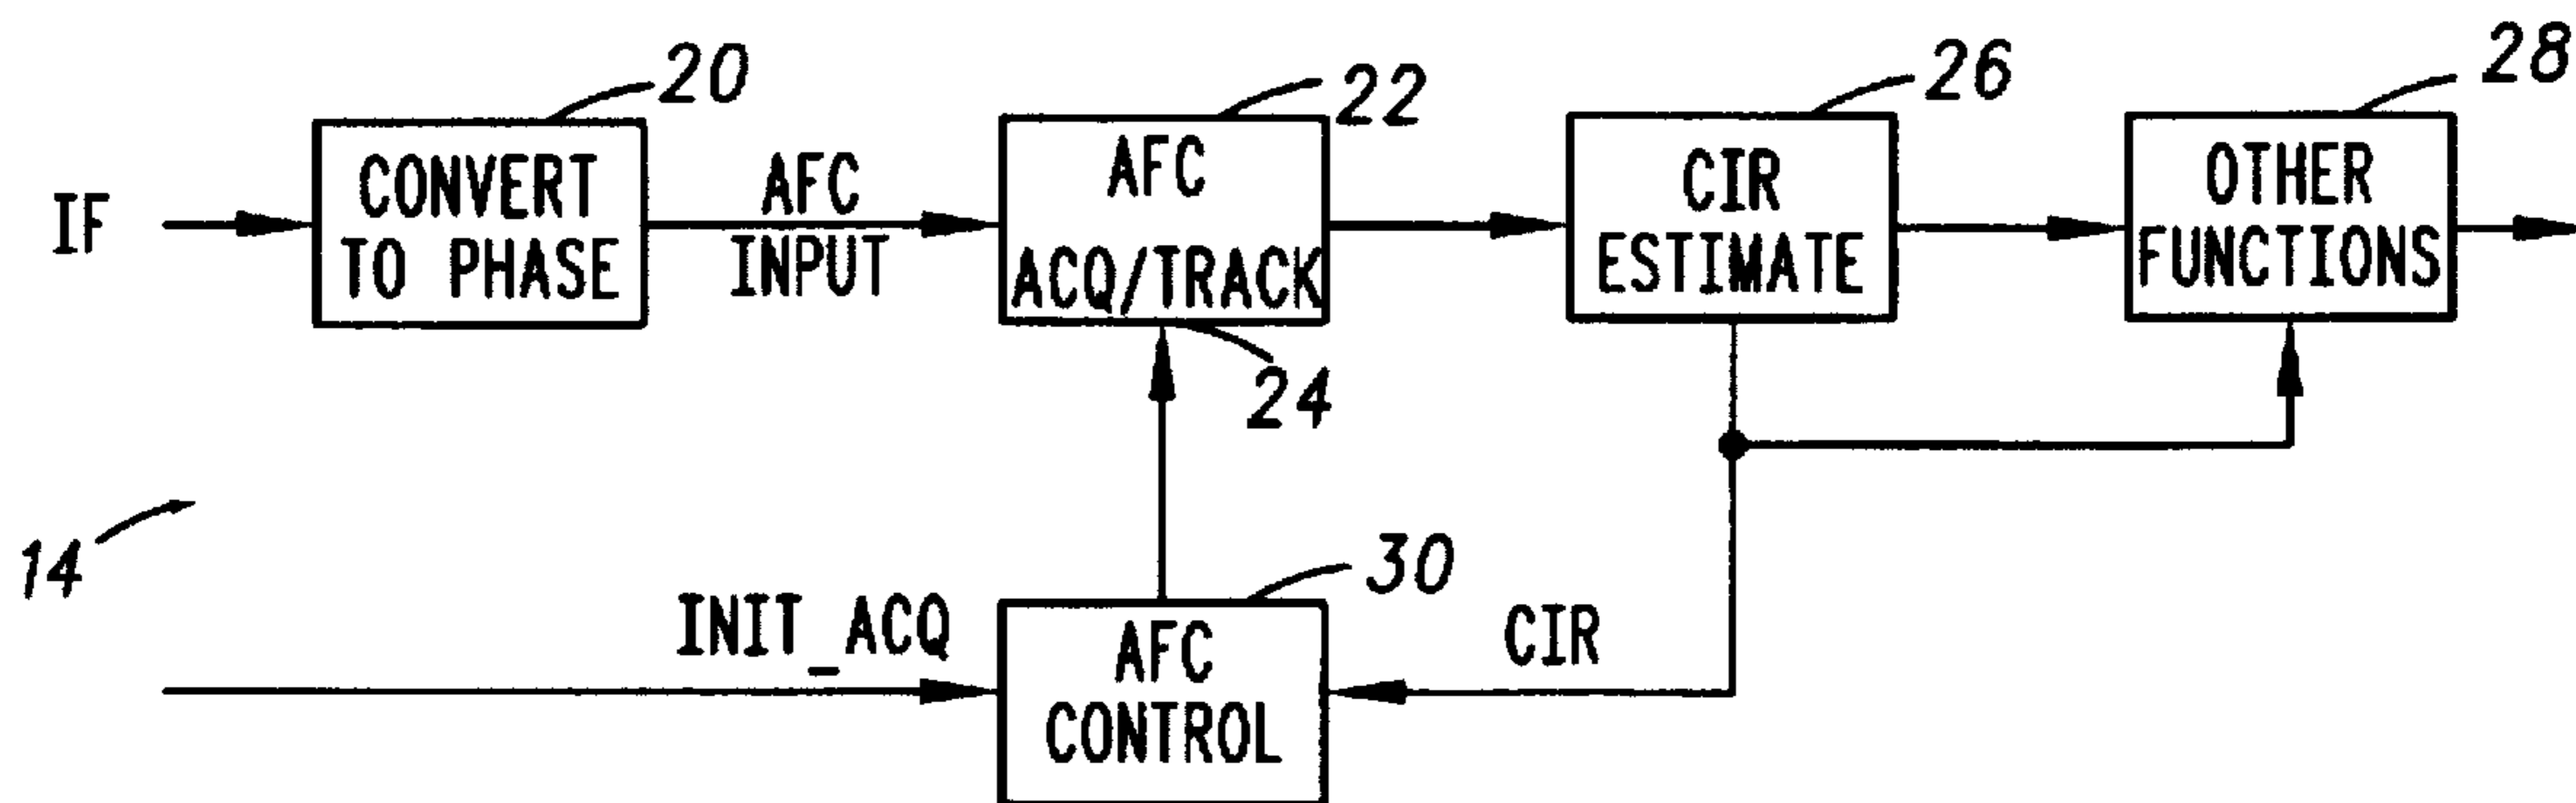 20
22
26
28
IF
CONVERT
TO PHASE
AFC
INPUT
AFC
ACQ/TRACK
24
CIR
ESTIMATE
OTHER
FUNCTIONS
14
INIT_ACQ
30
AFC
CONTROL
CIR